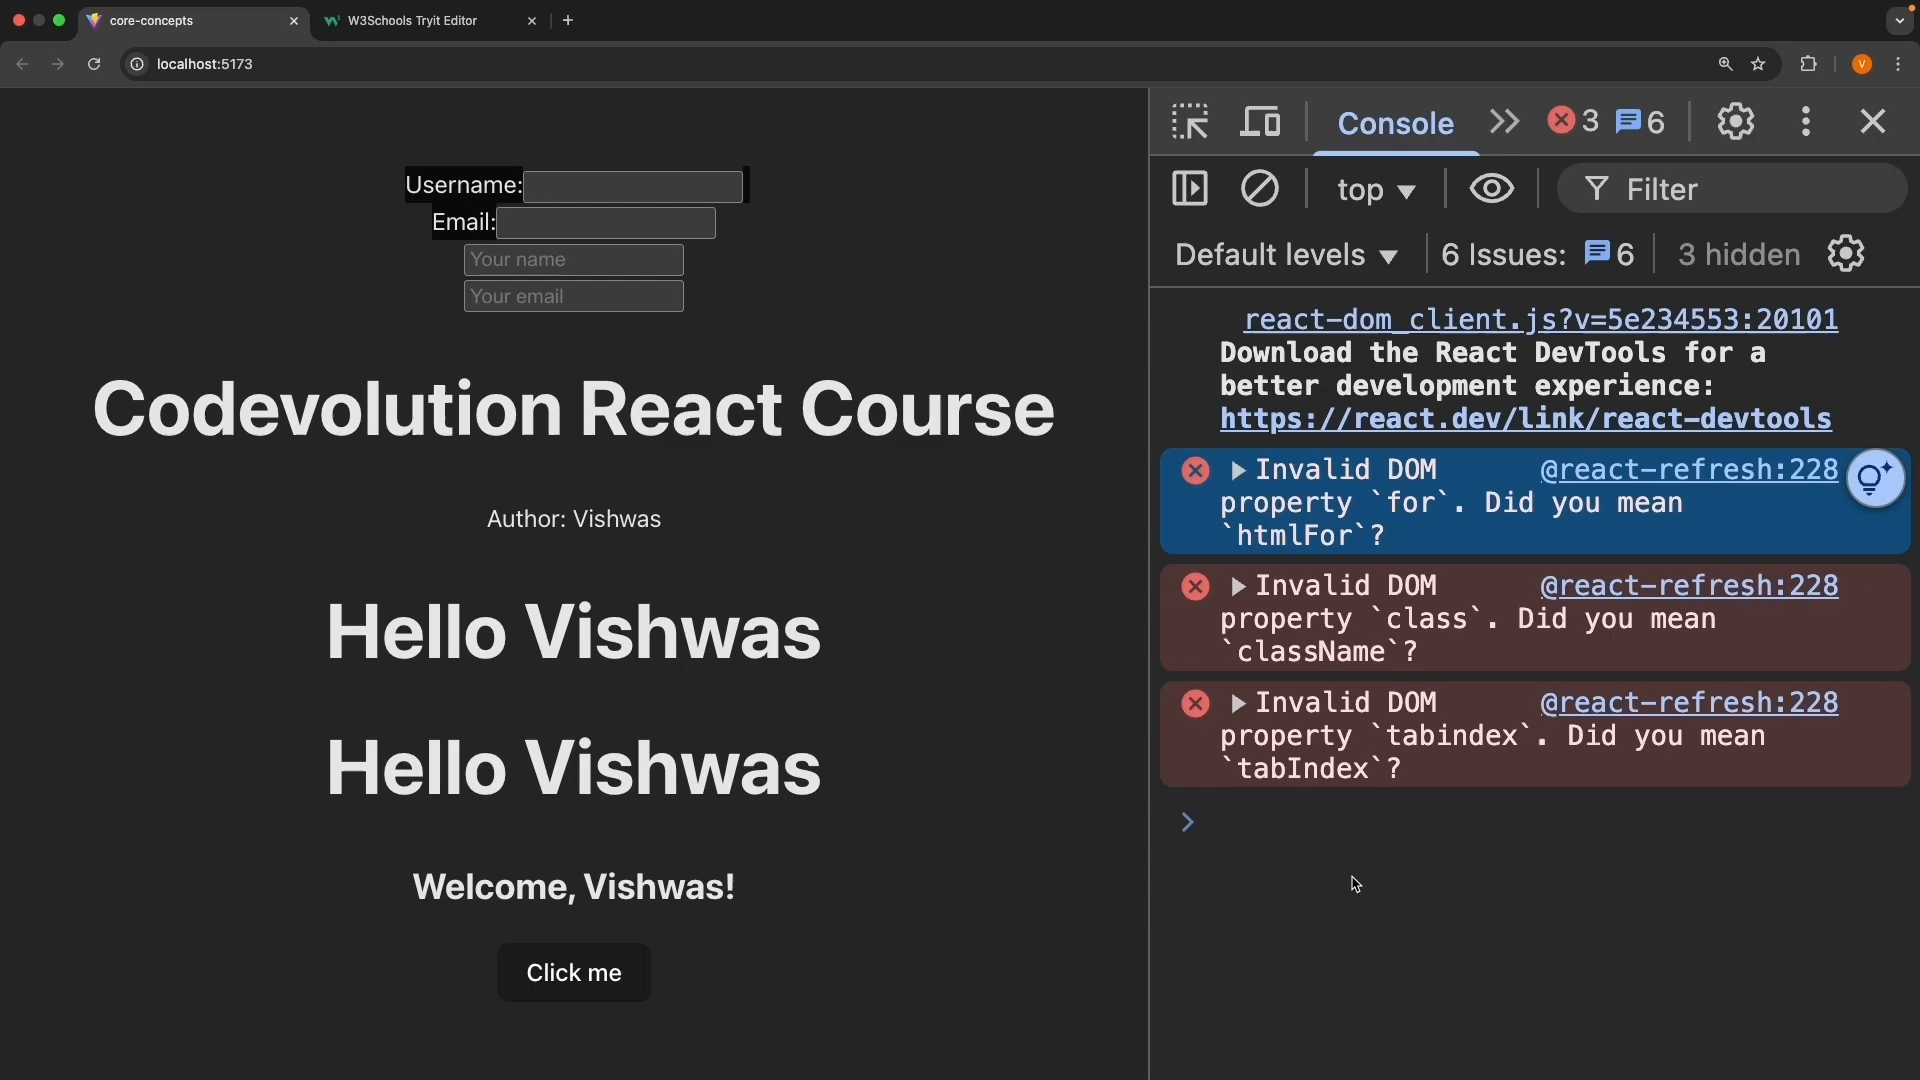 core-concepts
W3Schools Tryit Editor
localhost:5173
V
Username:
Email:
Your name
Your email
Codevolution React Course
Author: Vishwas
Hello Vishwas
Hello Vishwas
Welcome, Vishwas!
Click me
Console
3
6
top
Filter
Default levels
6 Issues:
6
3 hidden
react-dom_client.js?v=5e234553:20101
Download the React DevTools for a
better development experience:
https://react.dev/link/react-devtools
Invalid DOM @react-refresh:228
property `for`. Did you mean
`htmlFor`?
Invalid DOM @react-refresh:228
property `class`. Did you mean
`className`?
Invalid DOM @react-refresh:228
property `tabindex`. Did you mean
`tabIndex`?